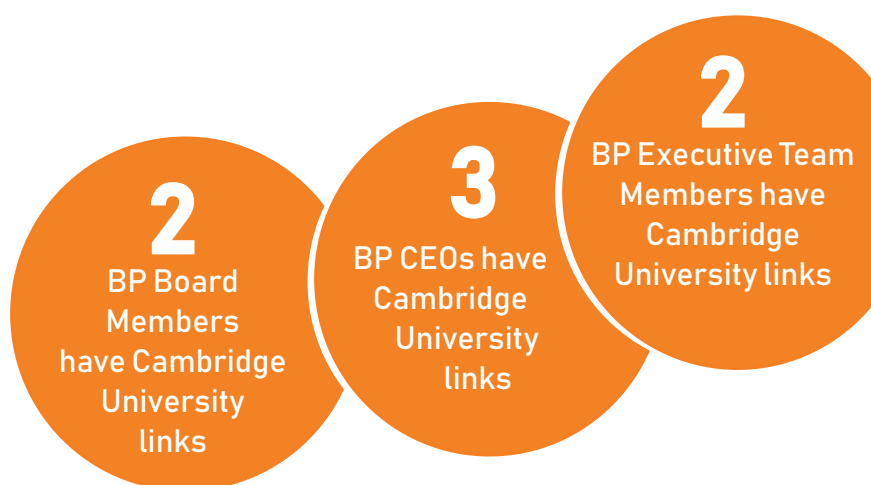 2
BP Board
Members
have Cambridge
University
links
3
BP CEOs have
Cambridge
University
links
2
BP Executive Team
Members have
Cambridge
University links